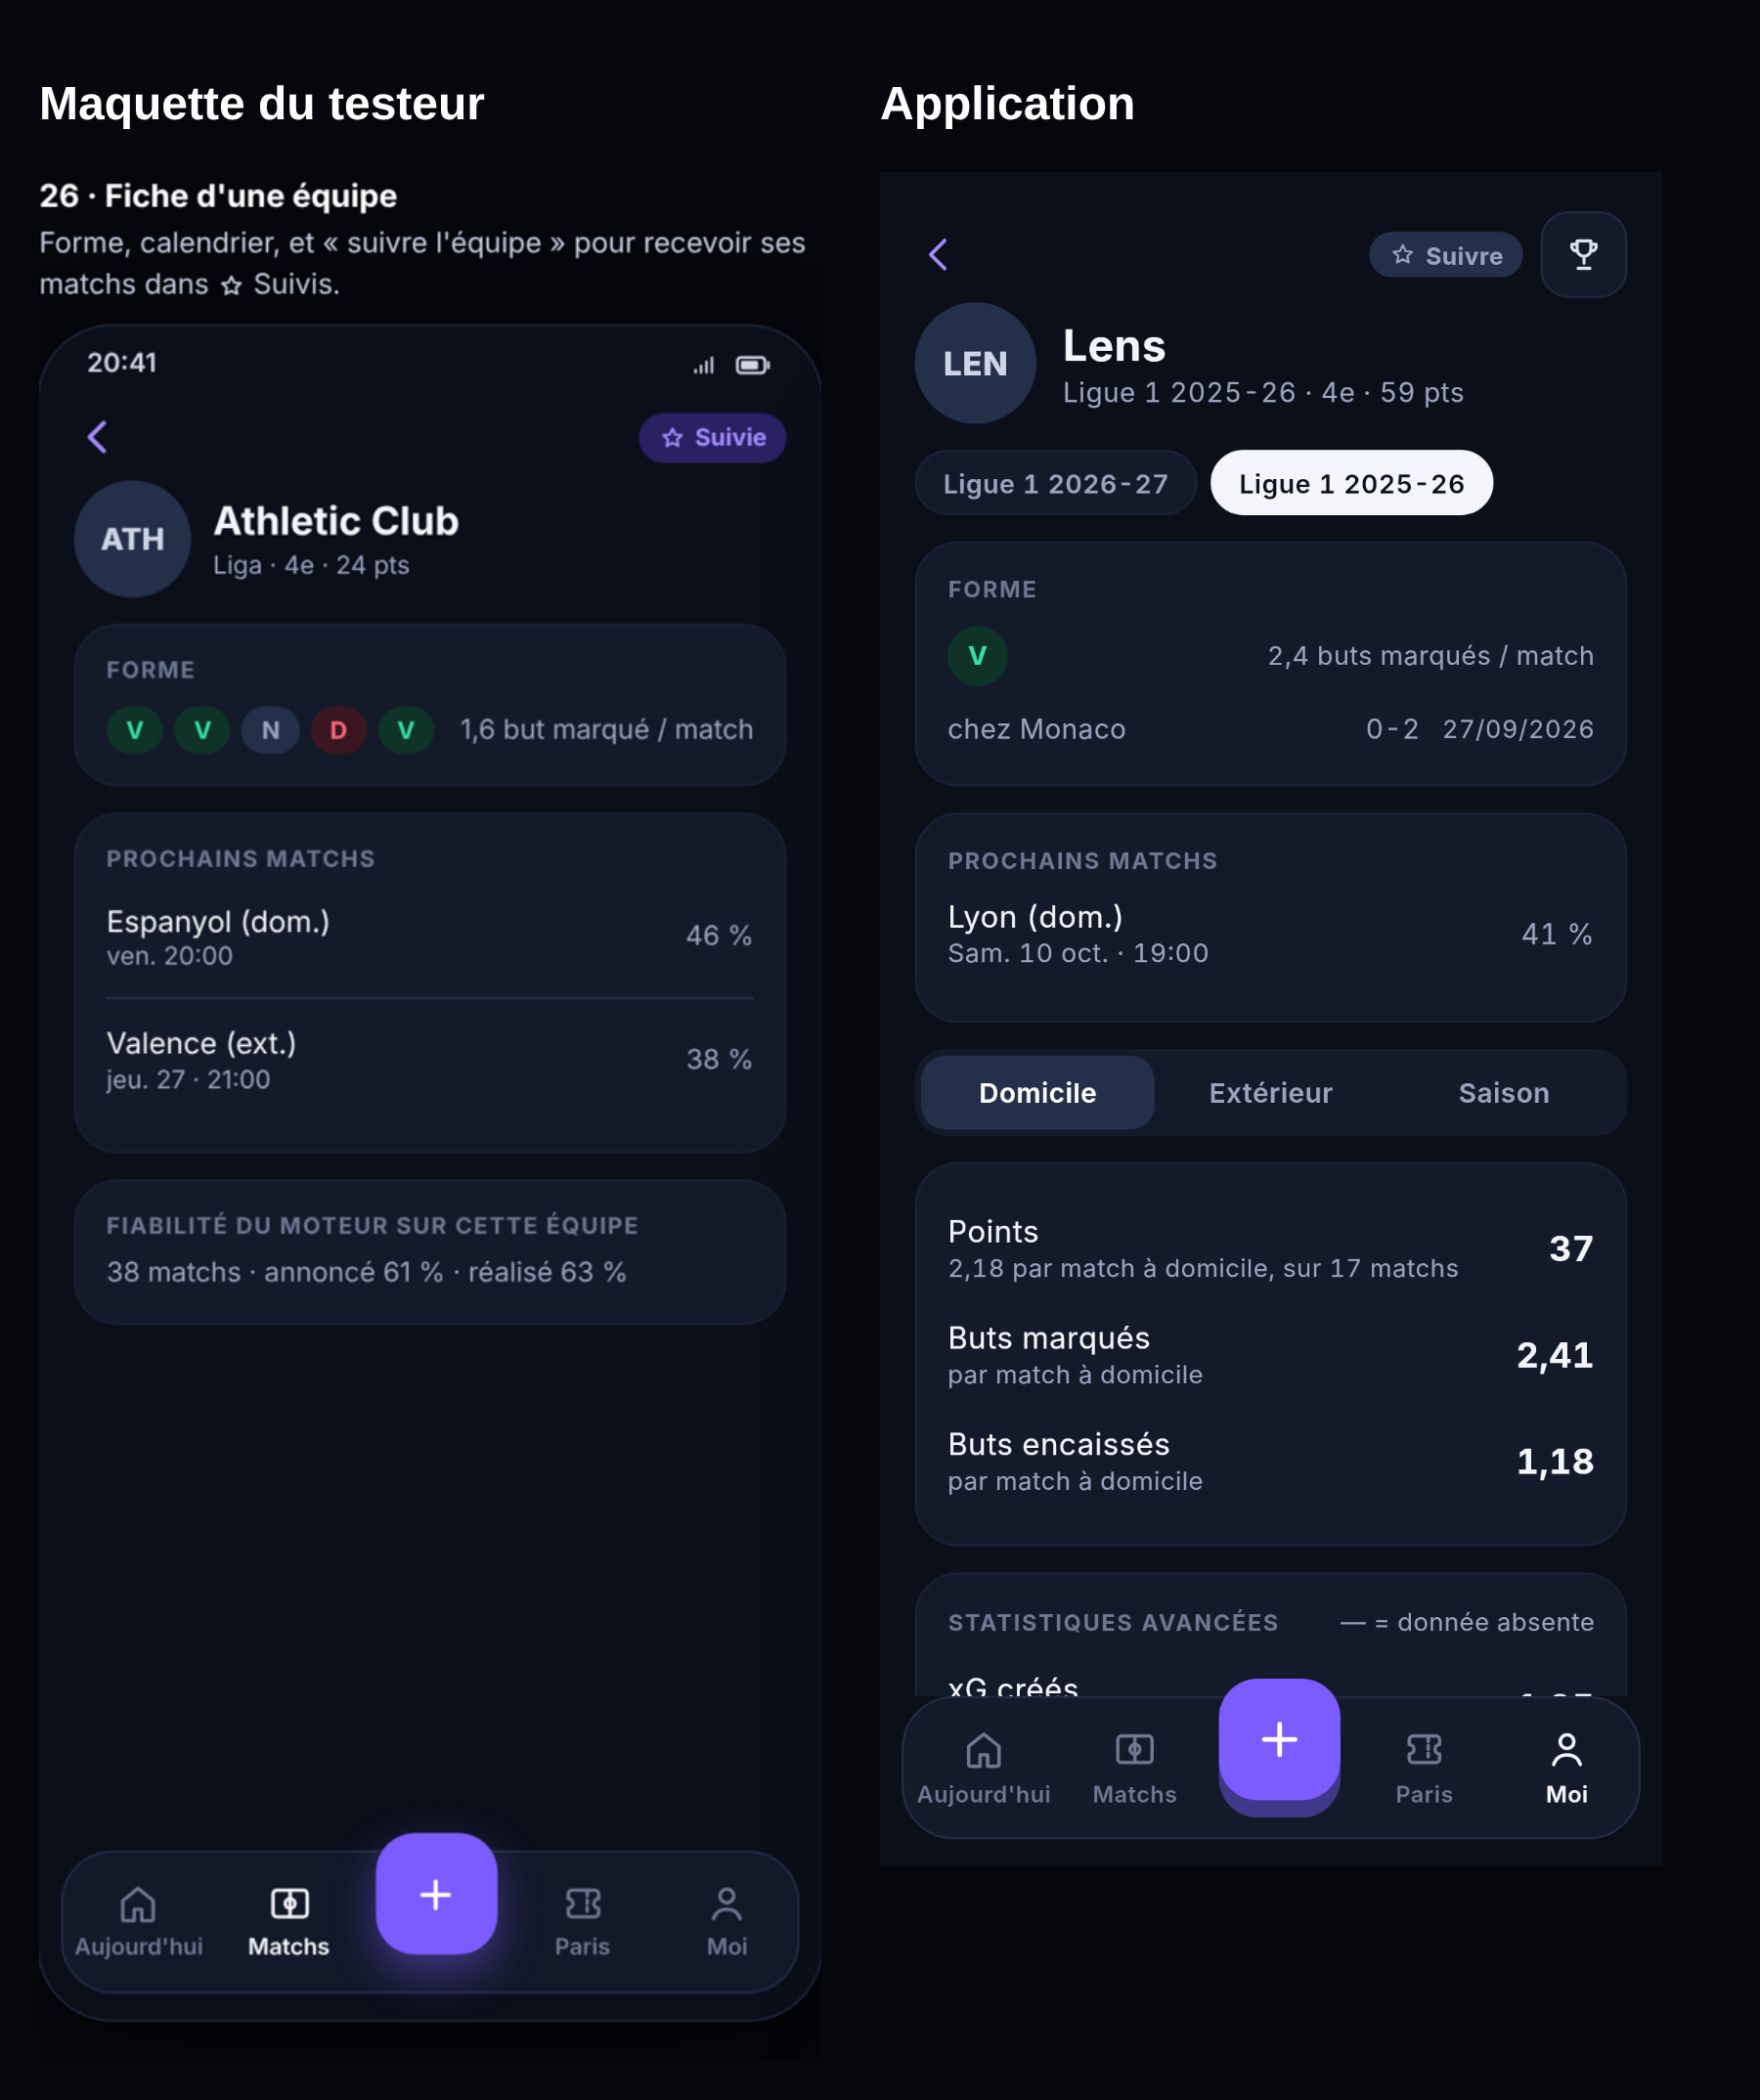 Maquette du testeur
26 · Fiche d'une équipe
Forme, calendrier, et « suivre l'équipe » pour recevoir ses
matchs dans ☆ Suivis.
20:41
☆ Suivie
ATH
Athletic Club
Liga · 4e · 24 pts
FORME
V V N D V 1,6 but marqué / match
PROCHAINS MATCHS
Espagnol (dom.)
ven. 20:00
46 %
Valence (ext.)
jeu. 27 · 21:00
38 %
FIABILITÉ DU MOTEUR SUR CETTE ÉQUIPE
38 matchs · annoncé 61 % · réalisé 63 %
Aujourd'hui
Matchs
+
Paris
Moi
Application
☆ Suivre
LEN
Lens
Ligue 1 2025-26 · 4e · 59 pts
Ligue 1 2026-27
Ligue 1 2025-26
FORME
V 2,4 buts marqués / match
chez Monaco 0-2 27/09/2026
PROCHAINS MATCHS
Lyon (dom.)
Sam. 10 oct. · 19:00
41 %
Domicile
Extérieur
Saison
Points
2,18 par match à domicile, sur 17 matchs
37
Buts marqués
par match à domicile
2,41
Buts encaissés
par match à domicile
1,18
STATISTIQUES AVANCÉES
— = donnée absente
xG créés
Aujourd'hui
Matchs
+
Paris
Moi